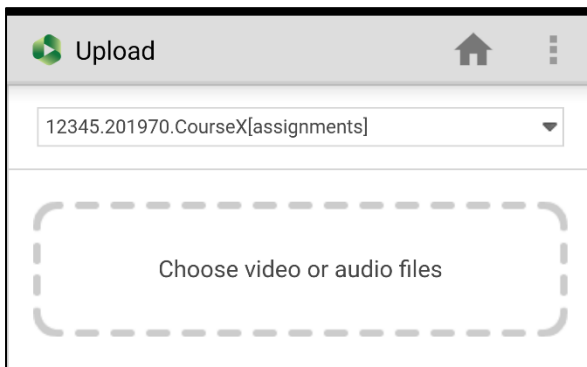 Upload
12345.201970.CourseX[assignments]
Choose video or audio files